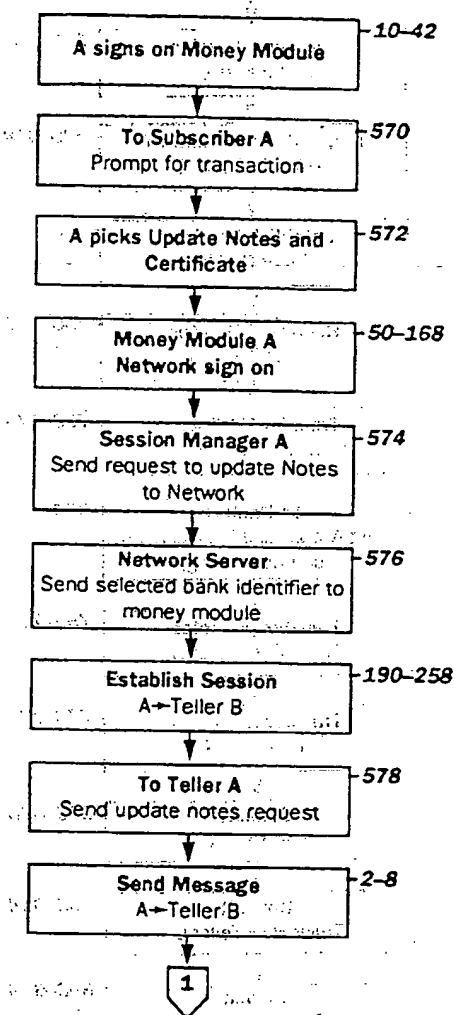 A signs on Money Module
10-42
To Subscriber A
Prompt for transaction
570
A picks Update Notes and
Certificate
572
Money Module A
Network sign on
50-168
Session Manager A
Send request to update Notes
to Network
574
Network Server
Send selected bank identifier to
money module
576
Establish Session
A→Teller B
190-258
To Teller A
Send update notes request
578
Send Message
A→Teller B
2-8
1